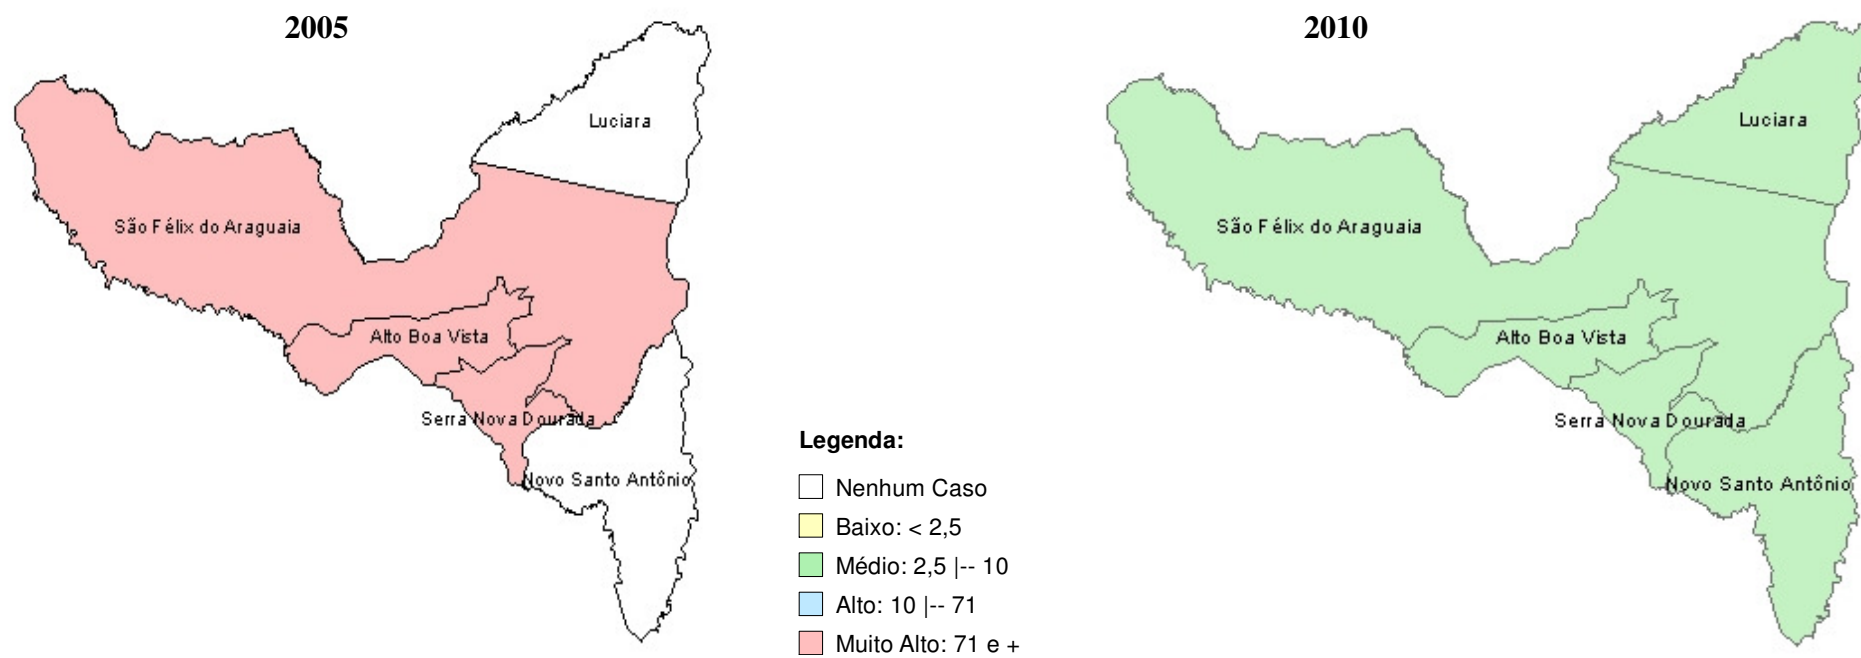 2005
Luciara
São Félix do Araguaia
Alto Boa Vista
Serra Nova Dourada
Novo Santo Antônio
Legenda:
Nenhum Caso
Baixo: < 2,5
Médio: 2,5 |-- 10
Alto: 10 |-- 71
Muito Alto: 71 e +
2010
Luciara
São Félix do Araguaia
Alto Boa Vista
Serra Nova Dourada
Novo Santo Antônio